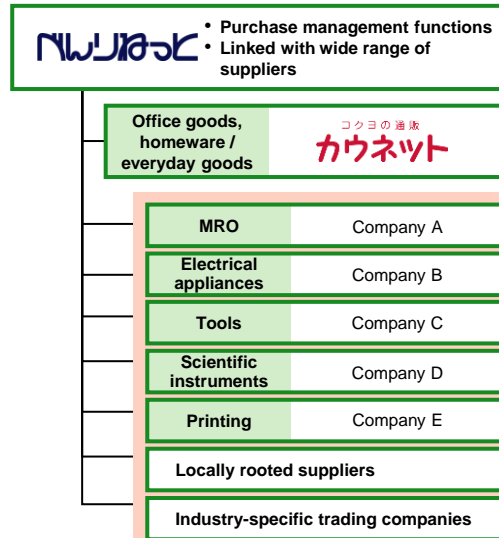 べんりねっと
• Purchase management functions
• Linked with wide range of
suppliers
Office goods,
homeware /
everyday goods
コクヨの通販
カウネット
MRO
Company A
Electrical
appliances
Company B
Tools
Company C
Scientific
instruments
Company D
Printing
Company E
Locally rooted suppliers
Industry-specific trading companies